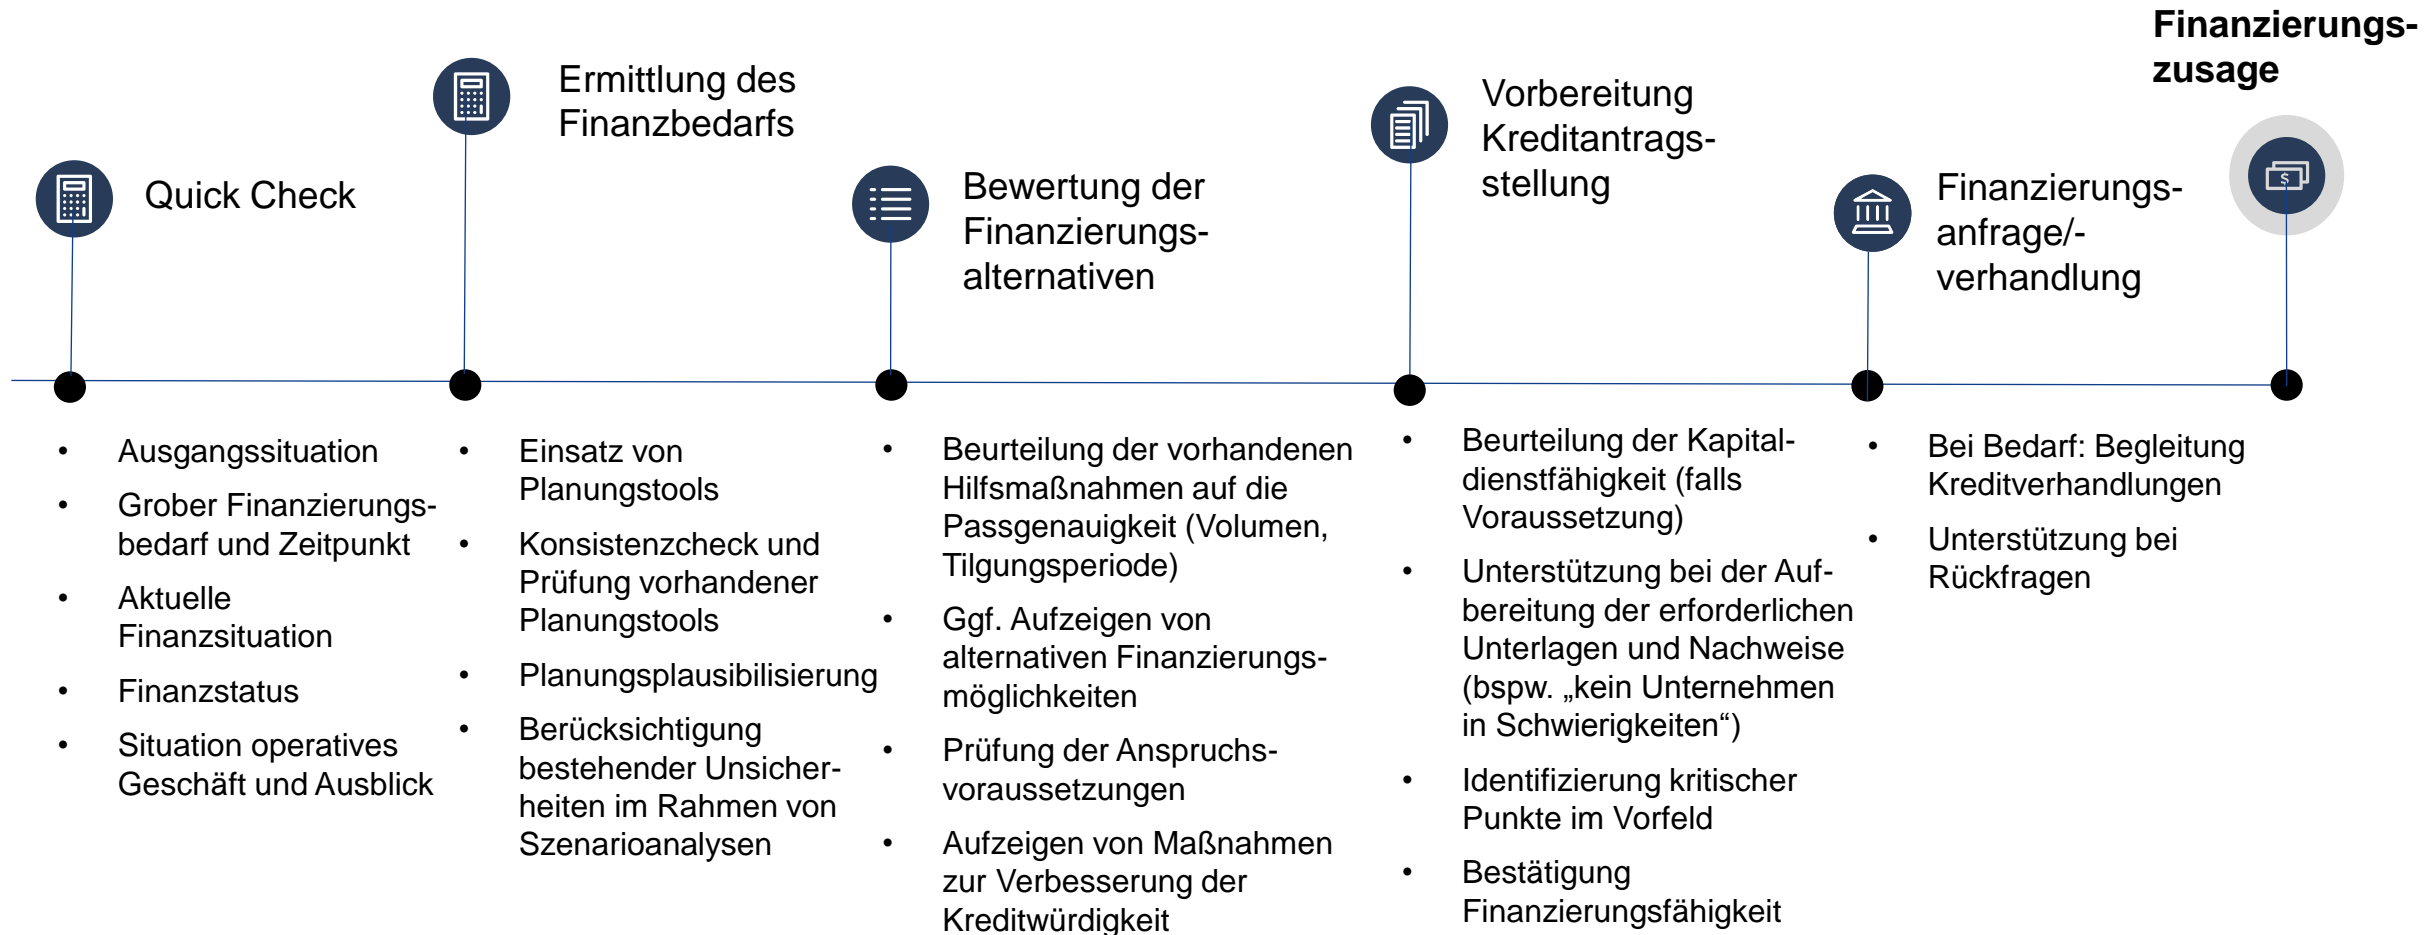 Quick Check
• Ausgangssituation
• Grober Finanzierungs-
bedarf und Zeitpunkt
• Aktuelle
Finanzsituation
• Finanzstatus
• Situation operatives
Geschäft und Ausblick
Ermittlung des
Finanzbedarfs
• Einsatz von
Planungstools
• Konsistenzcheck und
Prüfung vorhandener
Planungstools
• Planungsplausibilisierung
• Berücksichtigung
bestehender Unsicher-
heiten im Rahmen von
Szenarioanalysen
Bewertung der
Finanzierungs-
alternativen
• Beurteilung der vorhandenen
Hilfsmaßnahmen auf die
Passgenauigkeit (Volumen,
Tilgungsperiode)
• Ggf. Aufzeigen von
alternativen Finanzierungs-
möglichkeiten
• Prüfung der Anspruchs-
voraussetzungen
• Aufzeigen von Maßnahmen
zur Verbesserung der
Kreditwürdigkeit
Vorbereitung
Kreditantrags-
stellung
• Beurteilung der Kapital-
dienstfähigkeit (falls
Voraussetzung)
• Unterstützung bei der Auf-
bereitung der erforderlichen
Unterlagen und Nachweise
(bspw. „kein Unternehmen
in Schwierigkeiten“)
• Identifizierung kritischer
Punkte im Vorfeld
• Bestätigung
Finanzierungsfähigkeit
Finanzierungs-
anfrage/-
verhandlung
• Bei Bedarf: Begleitung
Kreditverhandlungen
• Unterstützung bei
Rückfragen
Finanzierungs-
zusage
$